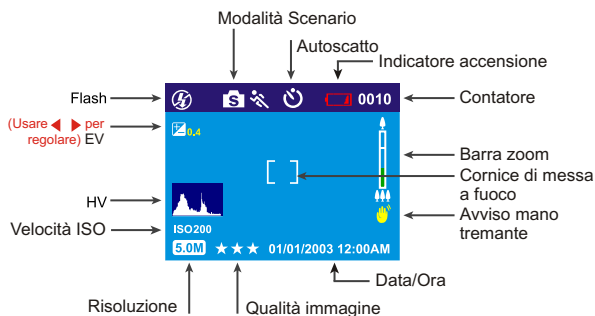 Modalità Scenario
Autoscatto
Indicatore accensione
Flash
S
0010
Contatore
(Usare ◀ ▶ per
regolare) EV
0.4
Barra zoom
Cornice di messa
a fuoco
HV
Avviso mano
tremante
Velocità ISO
ISO200
5.0M ★★★ 01/01/2003 12:00AM
Data/Ora
Risoluzione
Qualità immagine